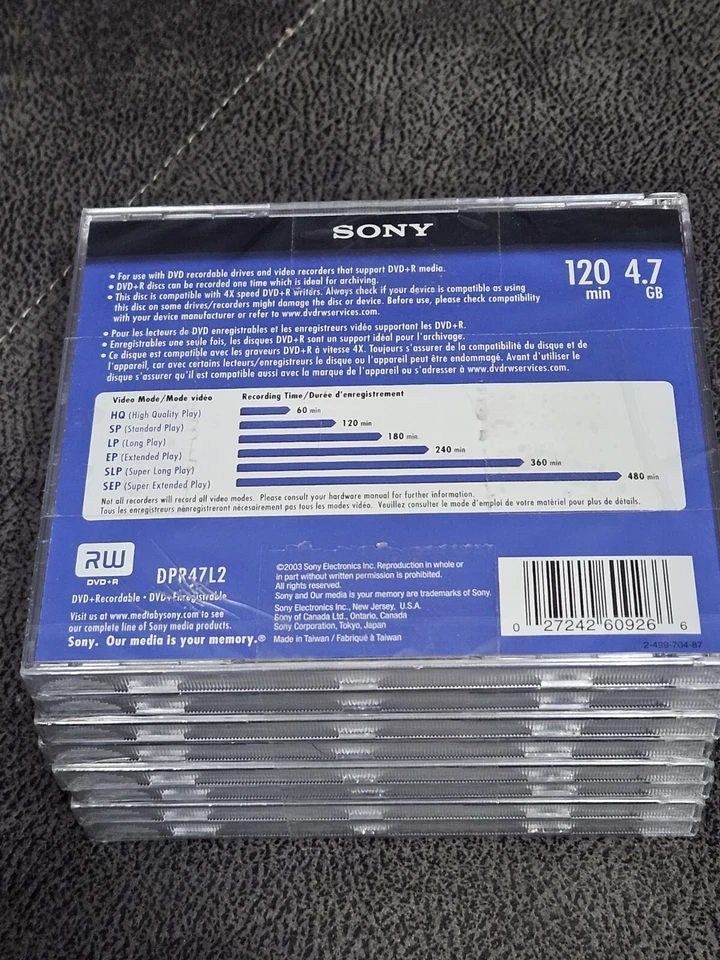 SONY
• For use with DVD recordable drives and video recorders that support DVD+R media.
• DVD+R discs can be recorded one time which is ideal for archiving.
• This disc is compatible with 4X speed DVD+R writers. Always check if your device is compatible as using
this disc on some drives/recorders might damage the disc or device. Before use, please check compatibility
with your device manufacturer or refer to www.dvdrwservices.com.
120 min
4.7 GB
• Pour les lecteurs de DVD enregistrables et les enregistreurs vidéo supportant les DVD+R.
• Enregistrables une seule fois, les disques DVD+R sont un support idéal pour l'archivage.
• Ce disque est compatible avec les graveurs DVD+R à vitesse 4X. Toujours s'assurer de la compatibilité du disque et de
l'appareil, car avec certains lecteurs/enregistreurs le disque ou l'appareil peut être endommagé. Avant d'utiliser le
disque s'assurer qu'il est compatible aussi avec la marque de l'appareil ou s'adresser à www.dvdrwservices.com.
Video Mode/Mode vidéo Recording Time/Durée d'enregistrement
HQ (High Quality Play) 60 min
SP (Standard Play) 120 min
LP (Long Play) 180 min
EP (Extended Play) 240 min
SLP (Super Long Play) 360 min
SEP (Super Extended Play) 480 min
Not all recorders will record all video modes. Please consult your hardware manual for further information.
Tous les enregistreurs nénregistreront nécesairement pas tous les modes vidéo. Veuillez consulter le mode d'emploi de votre matériel pour plus de détails.
RW
DVD+R
DPR47L2
DVD+Recordable • DVD+Enregistrable
Visit us at www.mediabysony.com to see
our complete line of Sony media products.
Sony. Our media is your memory.®
©2003 Sony Electronics Inc. Reproduction in whole or
in part without written permission is prohibited.
All rights reserved.
Sony and Our media is your memory are trademarks of Sony.
Sony Electronics Inc., New Jersey, U.S.A.
Sony of Canada Ltd., Ontario, Canada
Sony Corporation, Tokyo, Japan
Made in Taiwan / Fabriqué à Taiwan
0 27242 60926 6
2-499-704-87